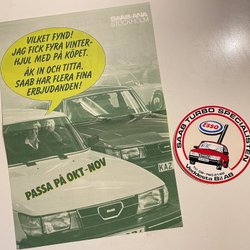 SAAB-ANA
STOCKHOLM
VILKET FYND!
JAG FICK FYRA VINTER-
HJUL MED PÅ KÖPET.
ÅK IN OCH TITTA.
SAAB HAR FLERA FINA
ERBJUDANDEN!
PASSA PÅ OKT-NOV
SAAB TURBO SPECIALISTEN
ESSO